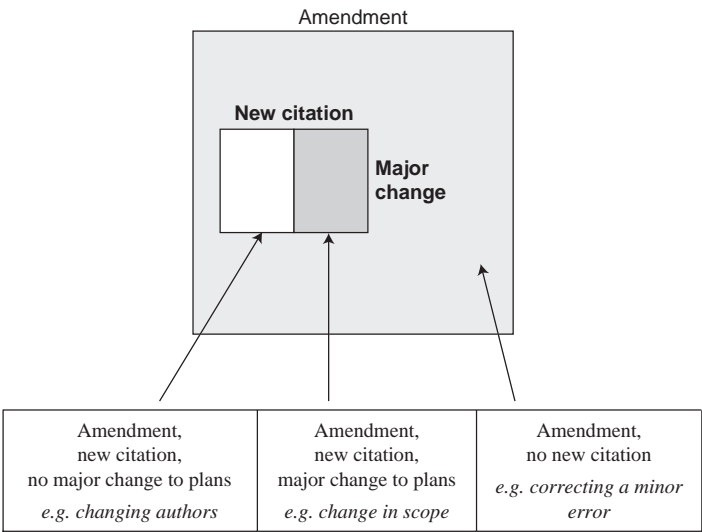 Amendment
New citation
Major
change
Amendment,
new citation,
no major change to plans
e.g. changing authors
Amendment,
new citation,
major change to plans
e.g. change in scope
Amendment,
no new citation
e.g. correcting a minor
error